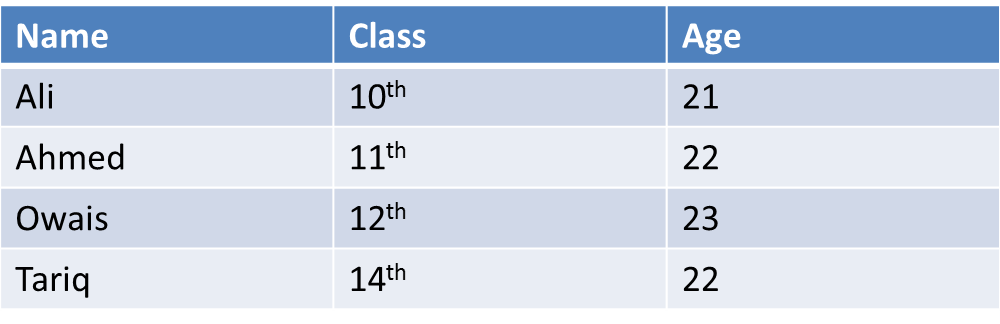 Name Class Age
Ali 10th 21
Ahmed 11th 22
Owais 12th 23
Tariq 14th 22